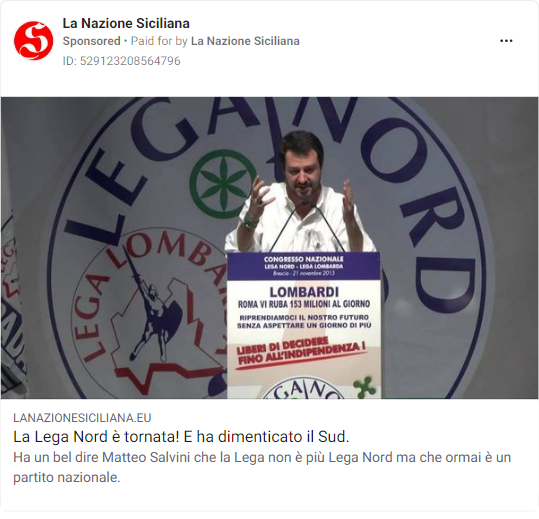 La Nazione Siciliana
Sponsored • Paid for by La Nazione Siciliana
ID: 529123208564796
LEGA NORD
LEGA LOMBARDA
CONGRESSO NAZIONALE
LEGA NORD - LEGA LOMBARDA
Brescia - 21 novembre 2015
LOMBARDI
ROMA VI RUBA 153 MILIONI AL GIORNO
RIPRENDIAMOCI IL NOSTRO FUTURO
SENZA ASPETTARE UN GIORNO DI PIÙ
LIBERI DI DECIDERE
FINO ALL'INDIPENDENZA!
LEGA NORD
LANAZIONESICILIANA.EU
La Lega Nord è tornata! E ha dimenticato il Sud.
Ha un bel dire Matteo Salvini che la Lega non è più Lega Nord ma che ormai è un
partito nazionale.